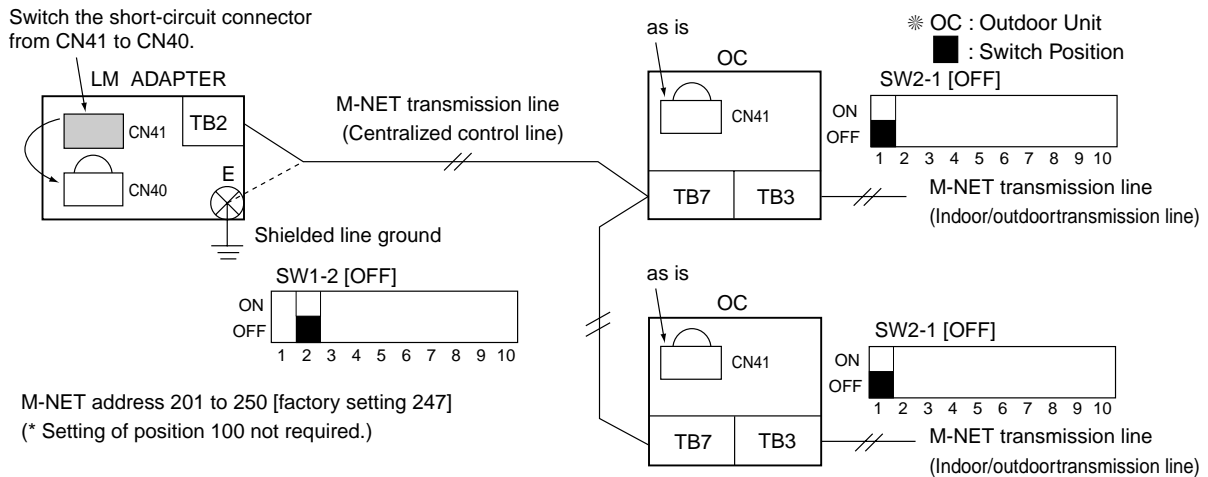 Switch the short-circuit connector
from CN41 to CN40.
LM ADAPTER
CN41
TB2
CN40
E
Shielded line ground
M-NET transmission line
(Centralized control line)
SW1-2 [OFF]
ON
OFF
1 2 3 4 5 6 7 8 9 10
M-NET address 201 to 250 [factory setting 247]
(* Setting of position 100 not required.)
as is
OC
CN41
TB7
TB3
※ OC : Outdoor Unit
■ : Switch Position
SW2-1 [OFF]
ON
OFF
1 2 3 4 5 6 7 8 9 10
M-NET transmission line
(Indoor/outdoortransmission line)
as is
OC
CN41
TB7
TB3
SW2-1 [OFF]
ON
OFF
1 2 3 4 5 6 7 8 9 10
M-NET transmission line
(Indoor/outdoortransmission line)